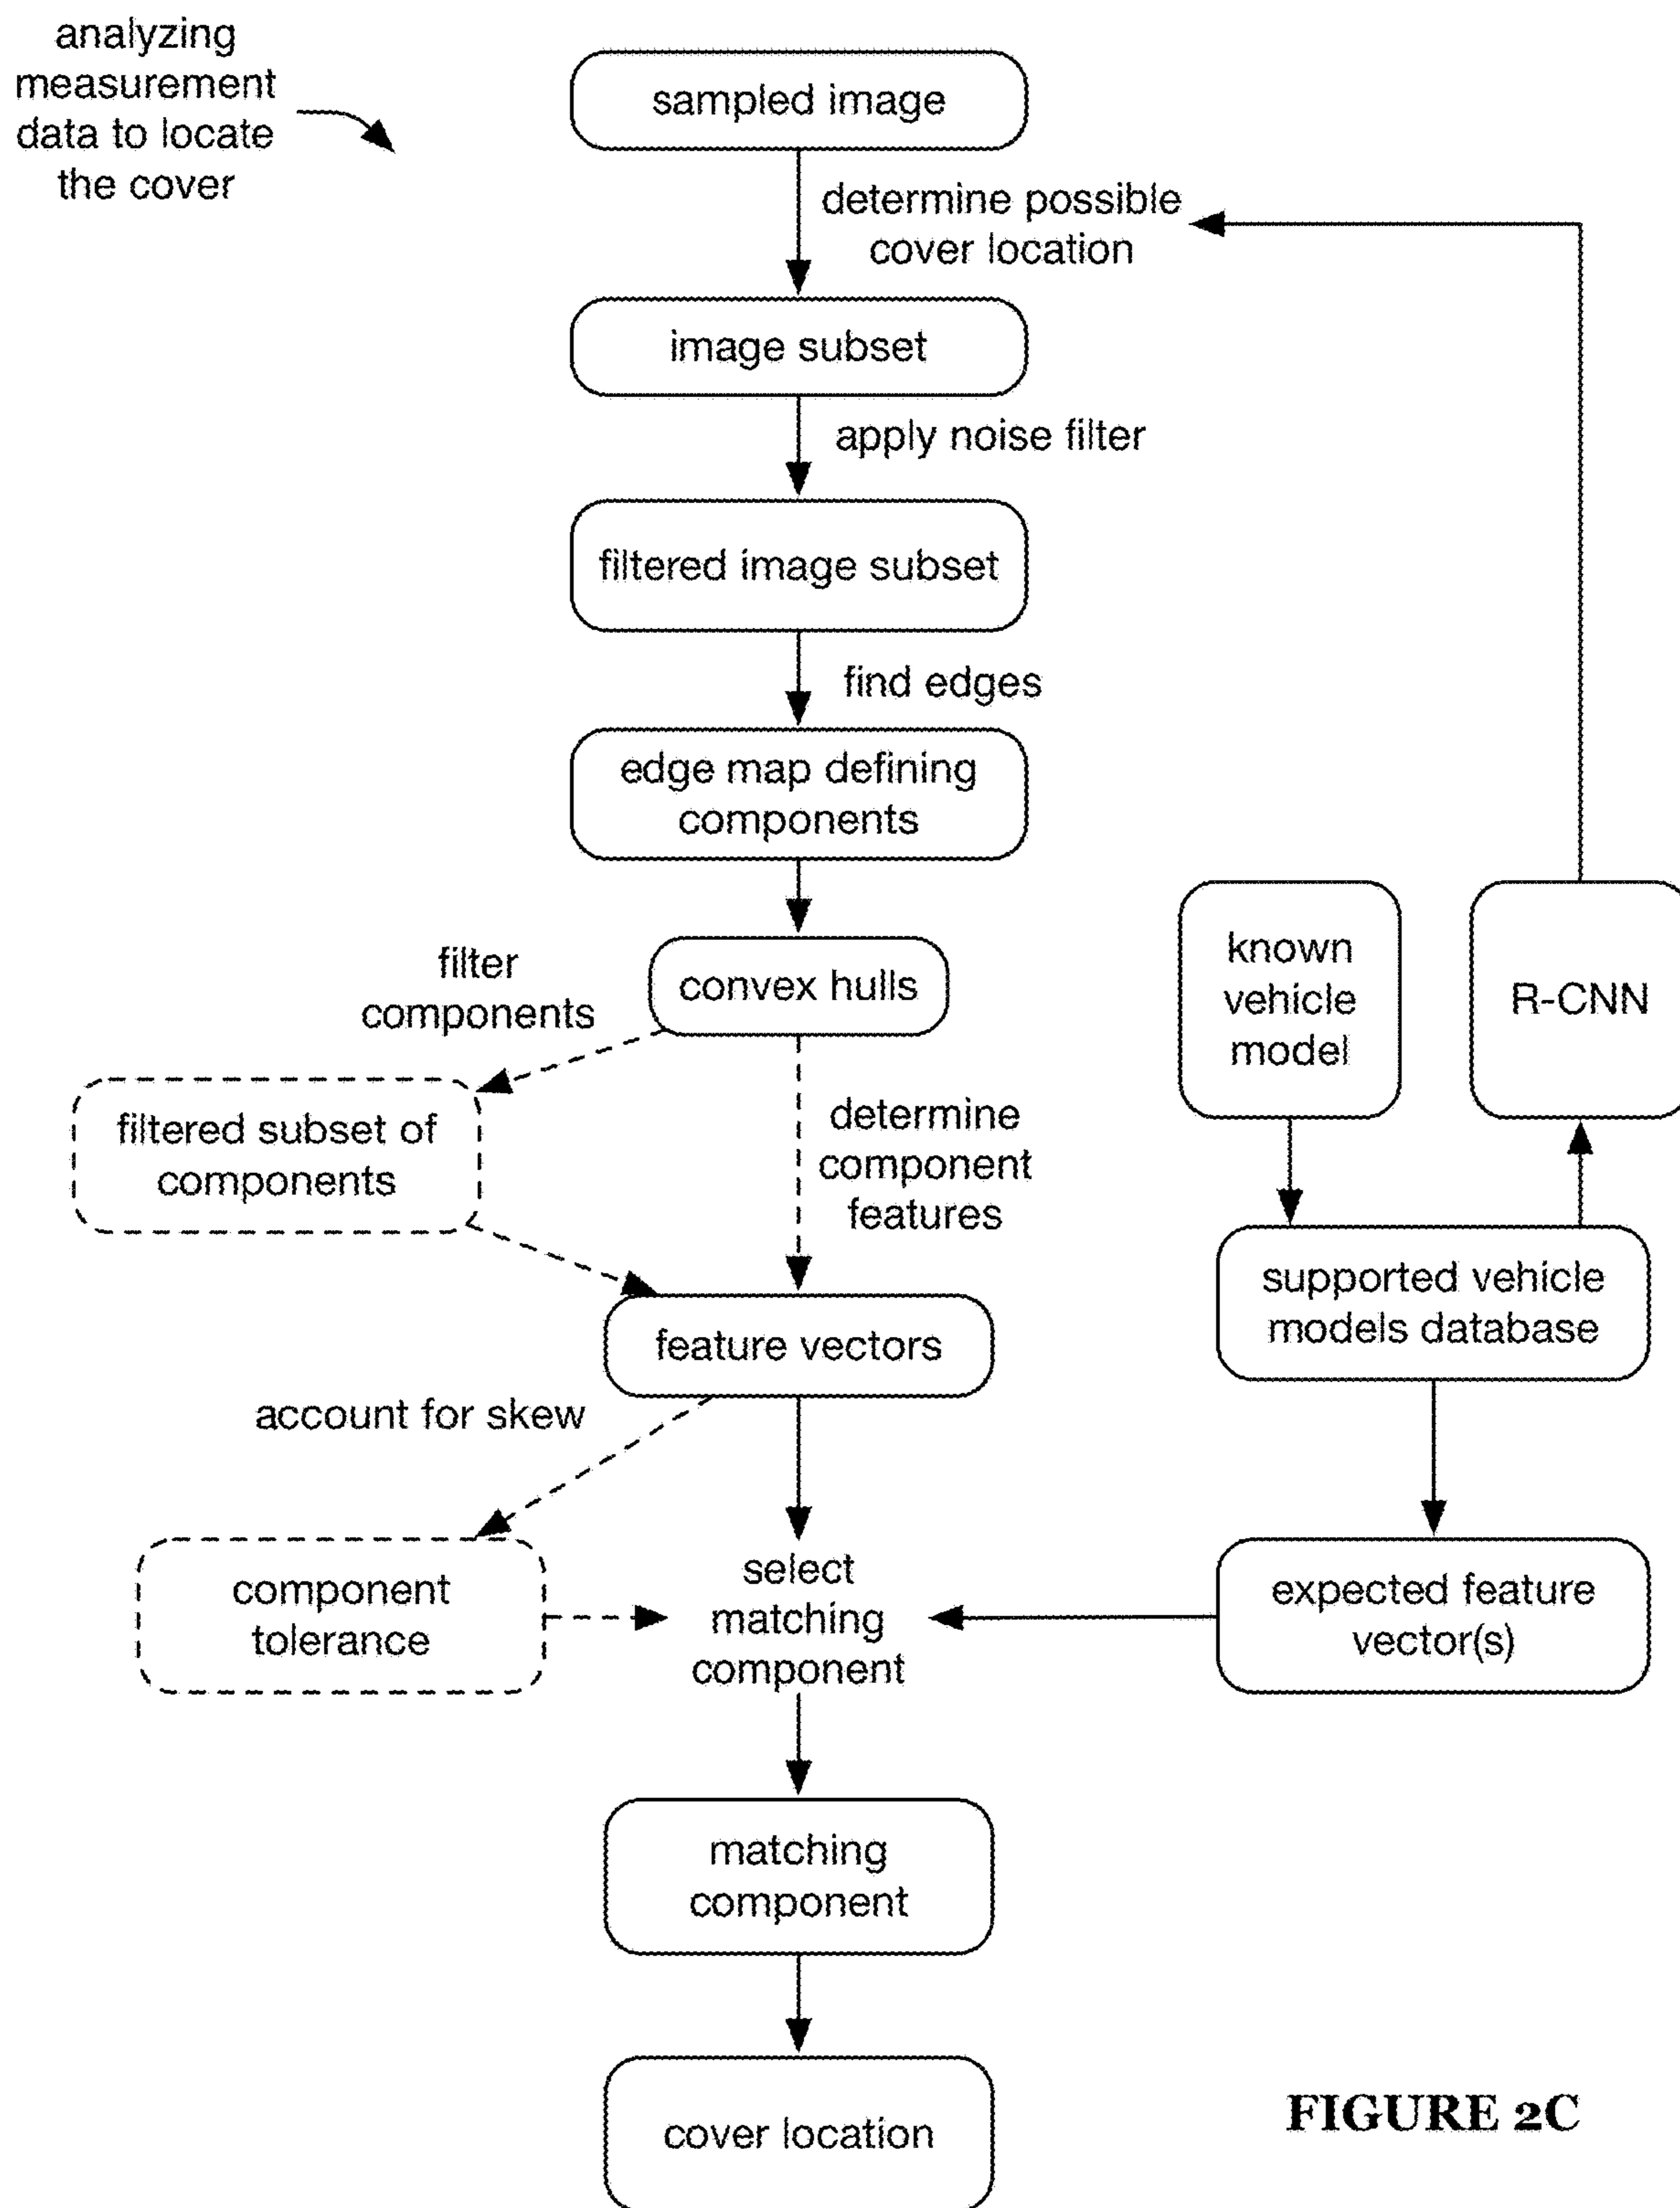 analyzing
measurement
data to locate
the cover
sampled image
determine possible
cover location
image subset
apply noise filter
filtered image subset
find edges
edge map defining
components
filter
components
convex hulls
known
vehicle
model
R-CNN
filtered subset of
components
determine
component
features
supported vehicle
models database
feature vectors
account for skew
component
tolerance
select
matching
component
expected feature
vector(s)
matching
component
cover location
FIGURE 2C